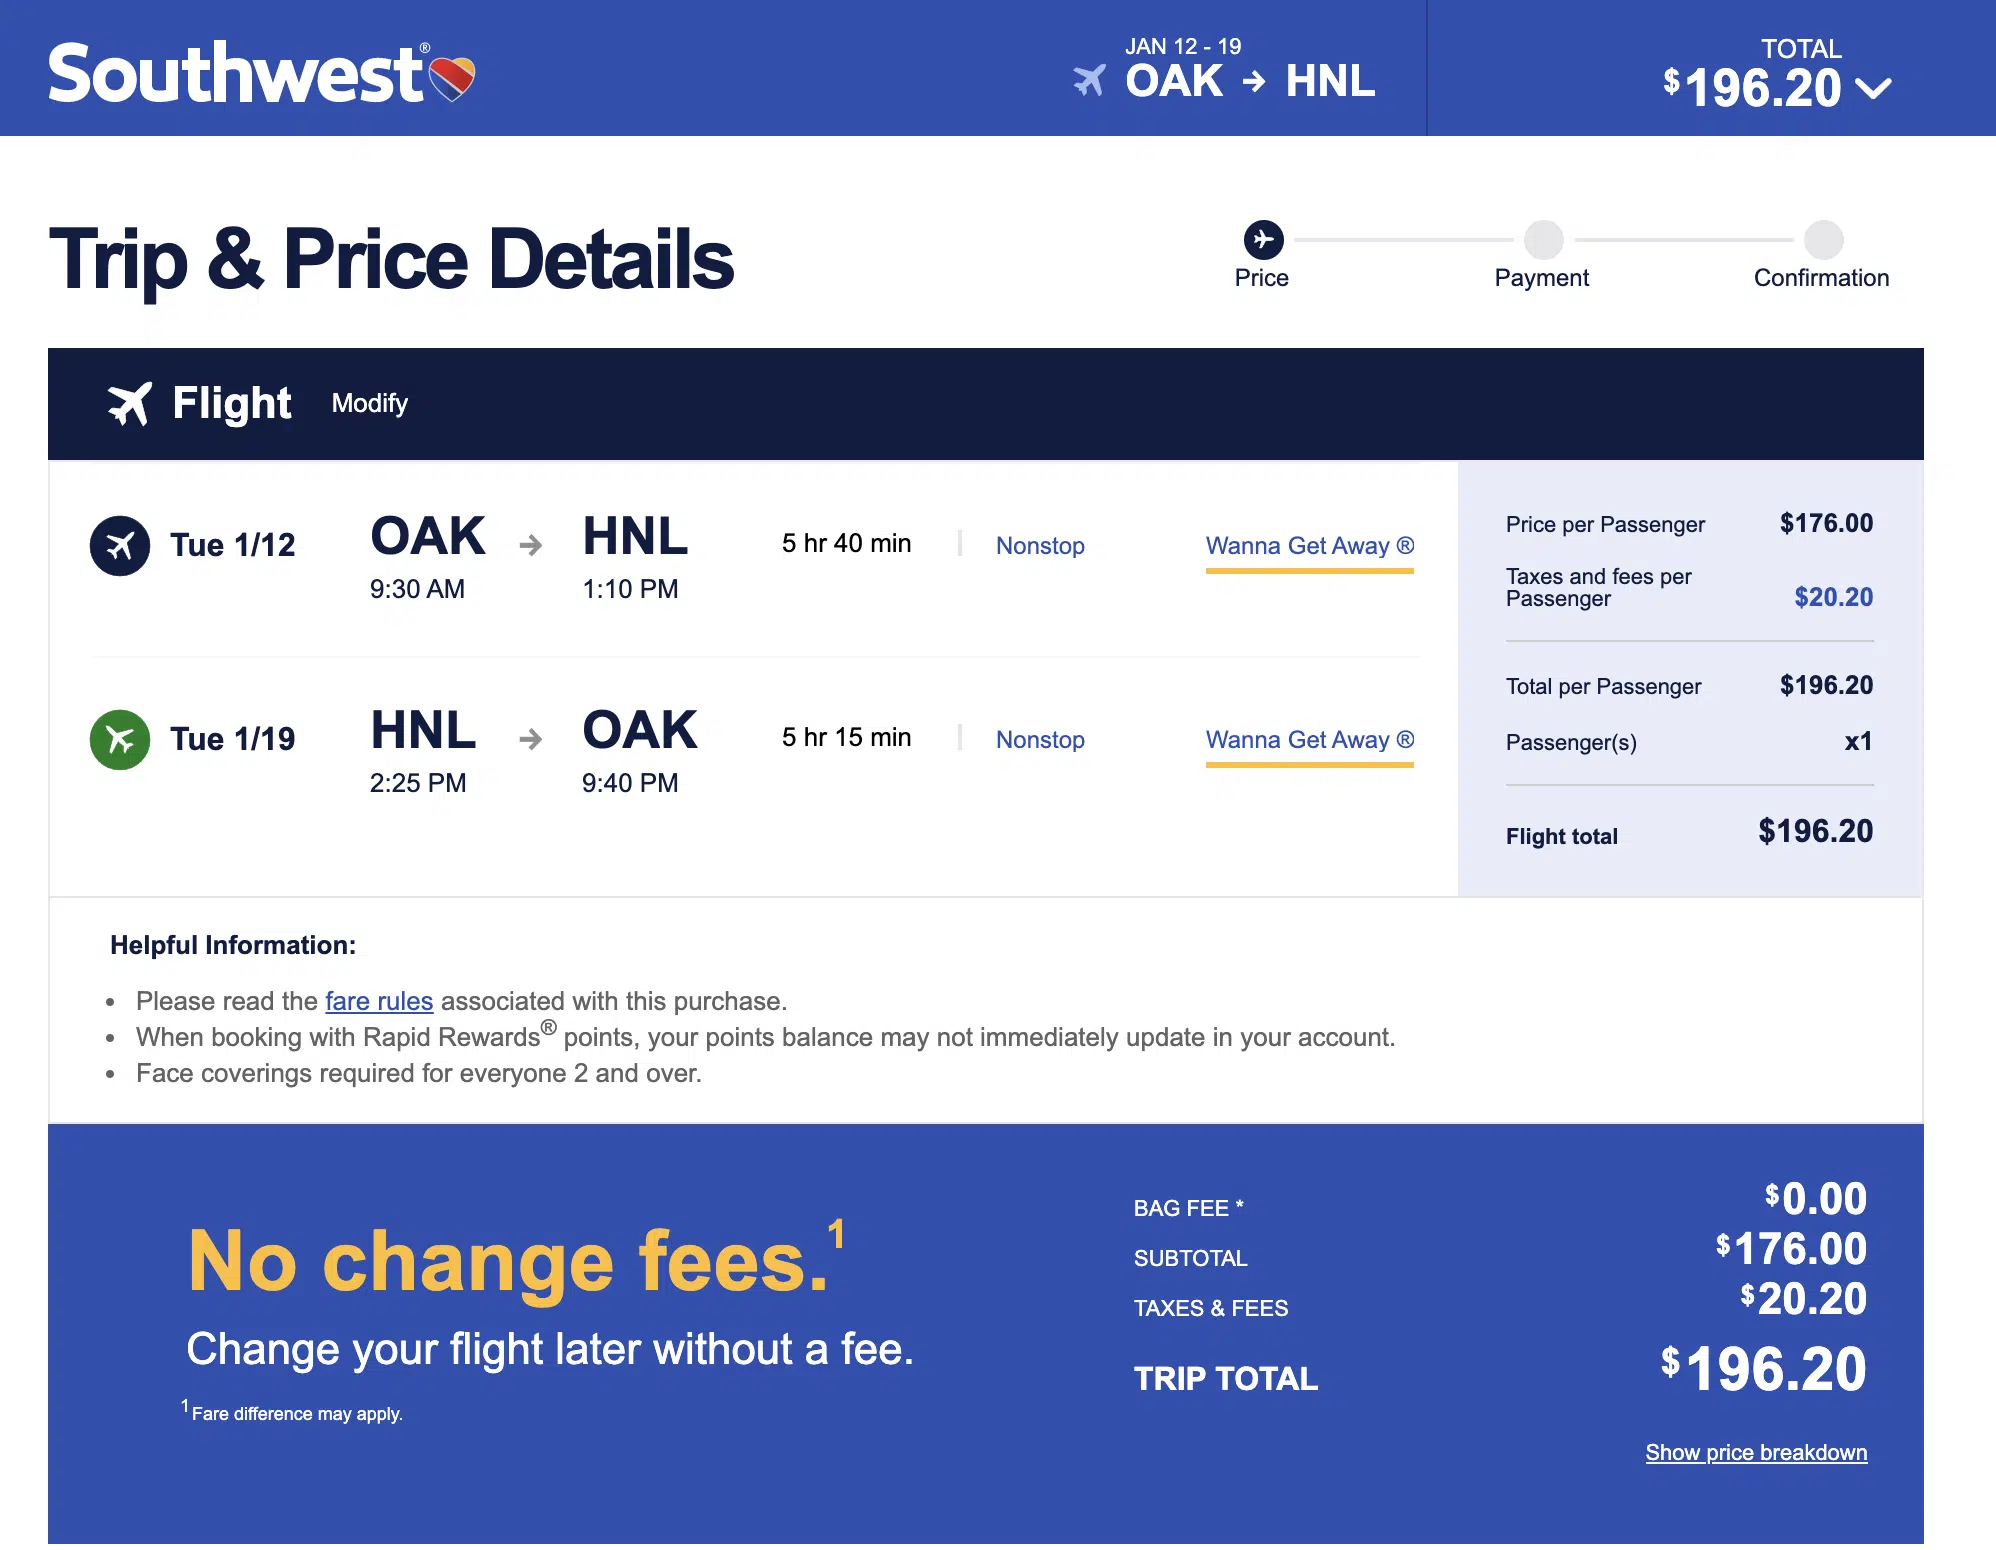 Southwest®
JAN 12 - 19
OAK → HNL
TOTAL
$196.20
Trip & Price Details
Price
Payment
Confirmation
Flight Modify
Tue 1/12
OAK → HNL
9:30 AM 1:10 PM
5 hr 40 min
Nonstop
Wanna Get Away ®
Tue 1/19
HNL → OAK
2:25 PM 9:40 PM
5 hr 15 min
Nonstop
Wanna Get Away ®
Price per Passenger $176.00
Taxes and fees per
Passenger $20.20
Total per Passenger $196.20
Passenger(s) x1
Flight total $196.20
Helpful Information:
• Please read the fare rules associated with this purchase.
• When booking with Rapid Rewards® points, your points balance may not immediately update in your account.
• Face coverings required for everyone 2 and over.
No change fees.1
Change your flight later without a fee.
1Fare difference may apply.
BAG FEE * $0.00
SUBTOTAL $176.00
TAXES & FEES $20.20
TRIP TOTAL $196.20
Show price breakdown